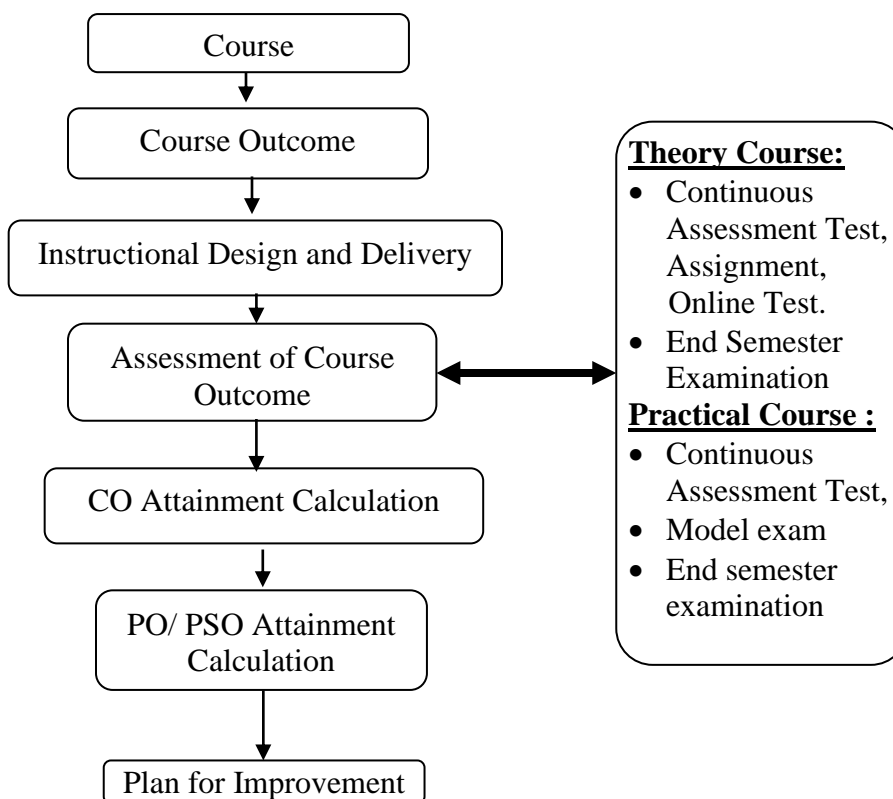 Course
Course Outcome
Instructional Design and Delivery
Assessment of Course
Outcome
CO Attainment Calculation
PO/ PSO Attainment
Calculation
Plan for Improvement
Theory Course:
• Continuous
Assessment Test,
Assignment,
Online Test.
• End Semester
Examination
Practical Course :
• Continuous
Assessment Test,
• Model exam
• End semester
examination